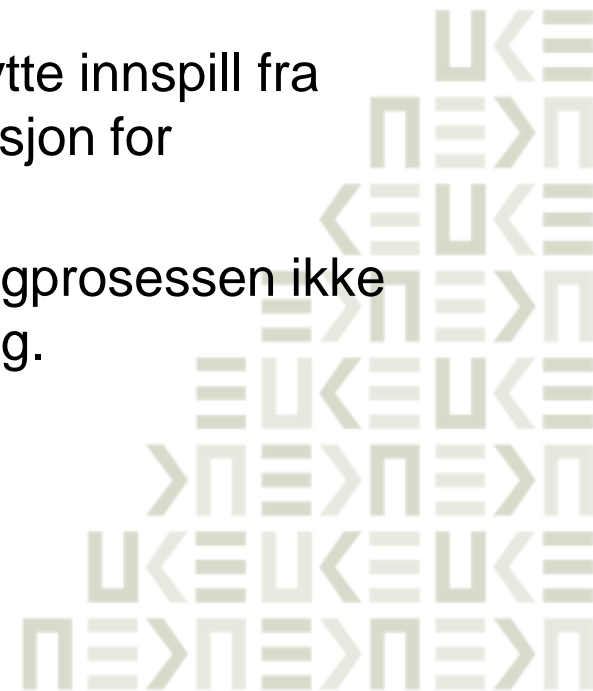 ytte innspill fra
sjon for
gprosessen ikke
g.